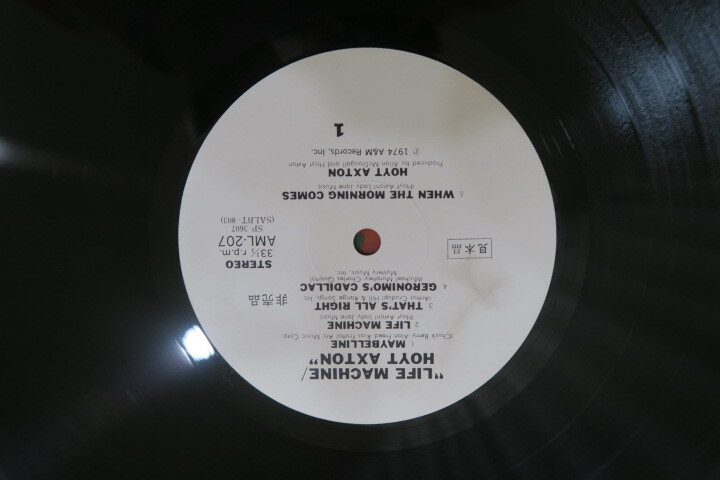 "LIFE MACHINE/
HOYT AXTON"
1 MAYBELLINE
(Chuck Berry-Alan Freed-Russ Fratto) Arc Music Corp.
2 LIFE MACHINE
(Hoyt Axton) Lady Jane Music
3 THAT'S ALL RIGHT
(Arthur Crudup) Hill & Range Songs, Inc.
4 GERONIMO'S CADILLAC
(Michael Murphey-Charles Quarto)
Mystery Music, Inc.
非売品
STEREO
33⅓ r.p.m.
AML-207
SP 3607
(SALBT-803)
見本品
5 WHEN THE MORNING COMES
(Hoyt Axton) Lady Jane Music
HOYT AXTON
Produced by Allan McDougall and Hoyt Axton
℗ 1974 A&M Records, Inc.
1